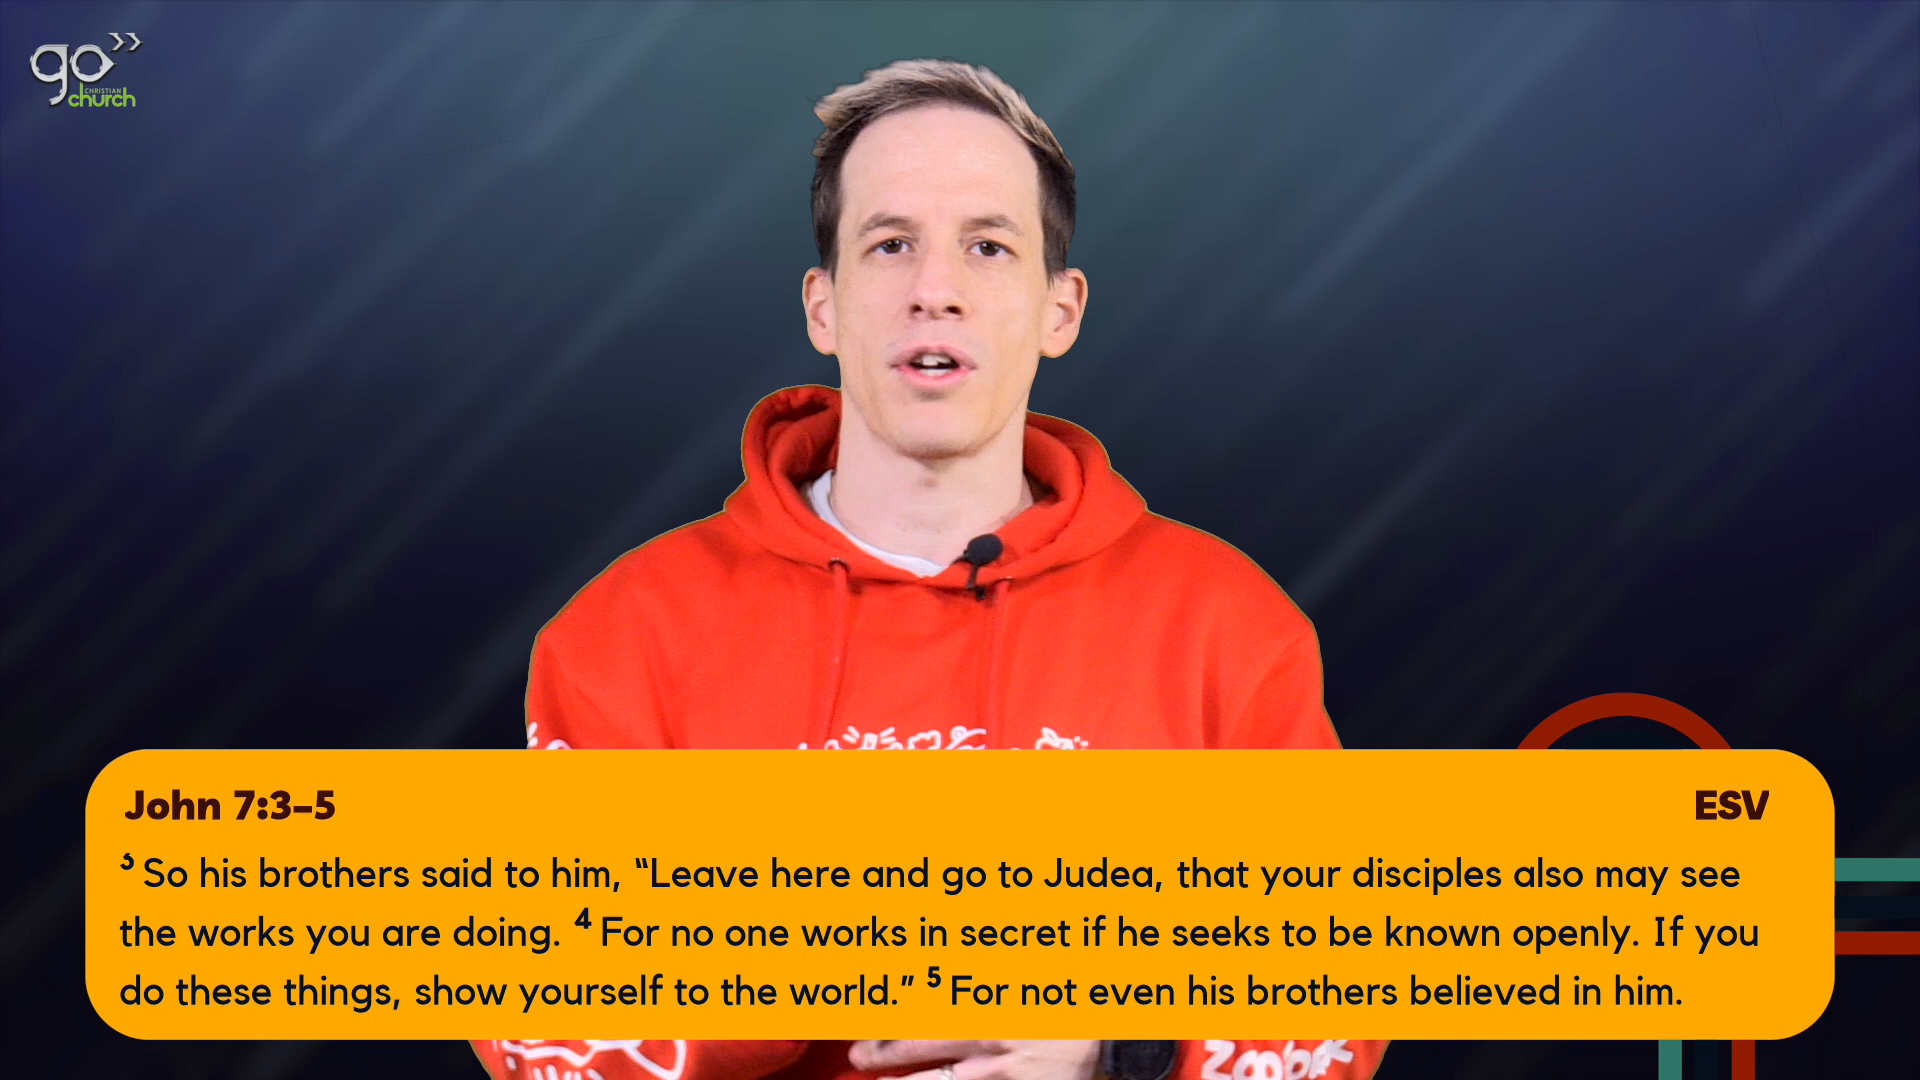 go»
CHRISTIAN
church
John 7:3–5
ESV
³ So his brothers said to him, “Leave here and go to Judea, that your disciples also may see
the works you are doing. ⁴ For no one works in secret if he seeks to be known openly. If you
do these things, show yourself to the world.” ⁵ For not even his brothers believed in him.